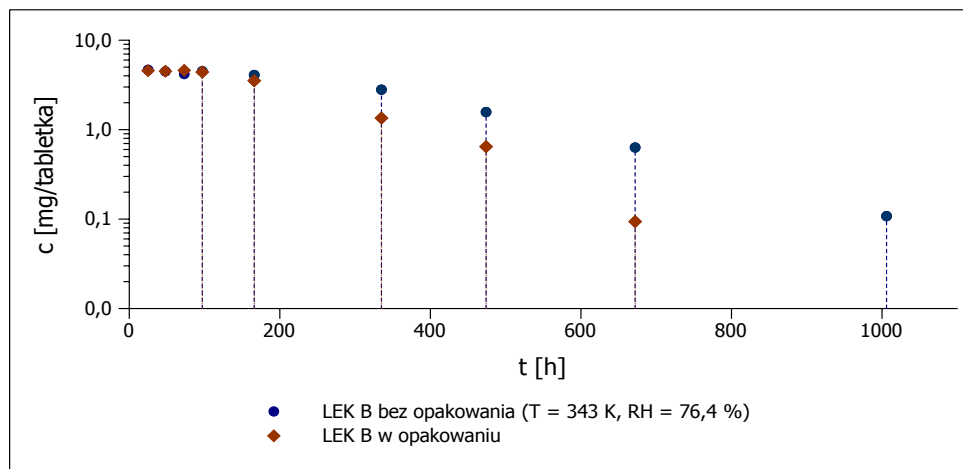 10,0
1,0
0,1
0,0
c [mg/tabletka]
0 200 400 600 800 1000
t [h]
LEK B bez opakowania (T = 343 K, RH = 76,4 %)
LEK B w opakowaniu